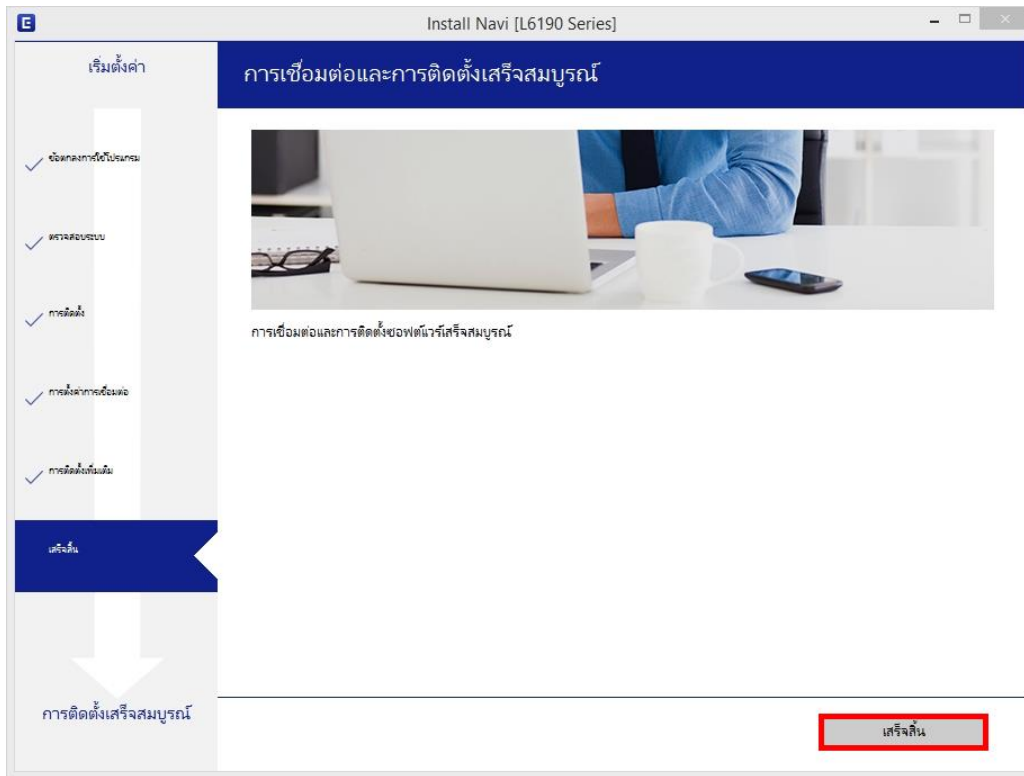 E
Install Navi [L6190 Series]
เริ่มตั้งค่า
การเชื่อมต่อและการติดตั้งเสร็จสมบูรณ์
ข้อตกลงการใช้โปรแกรม
ตรวจสอบระบบ
การติดตั้ง
การตั้งค่าการเชื่อมต่อ
การติดตั้งเพิ่มเติม
เสร็จสิ้น
การติดตั้งเสร็จสมบูรณ์
การเชื่อมต่อและการติดตั้งซอฟต์แวร์เสร็จสมบูรณ์
เสร็จสิ้น